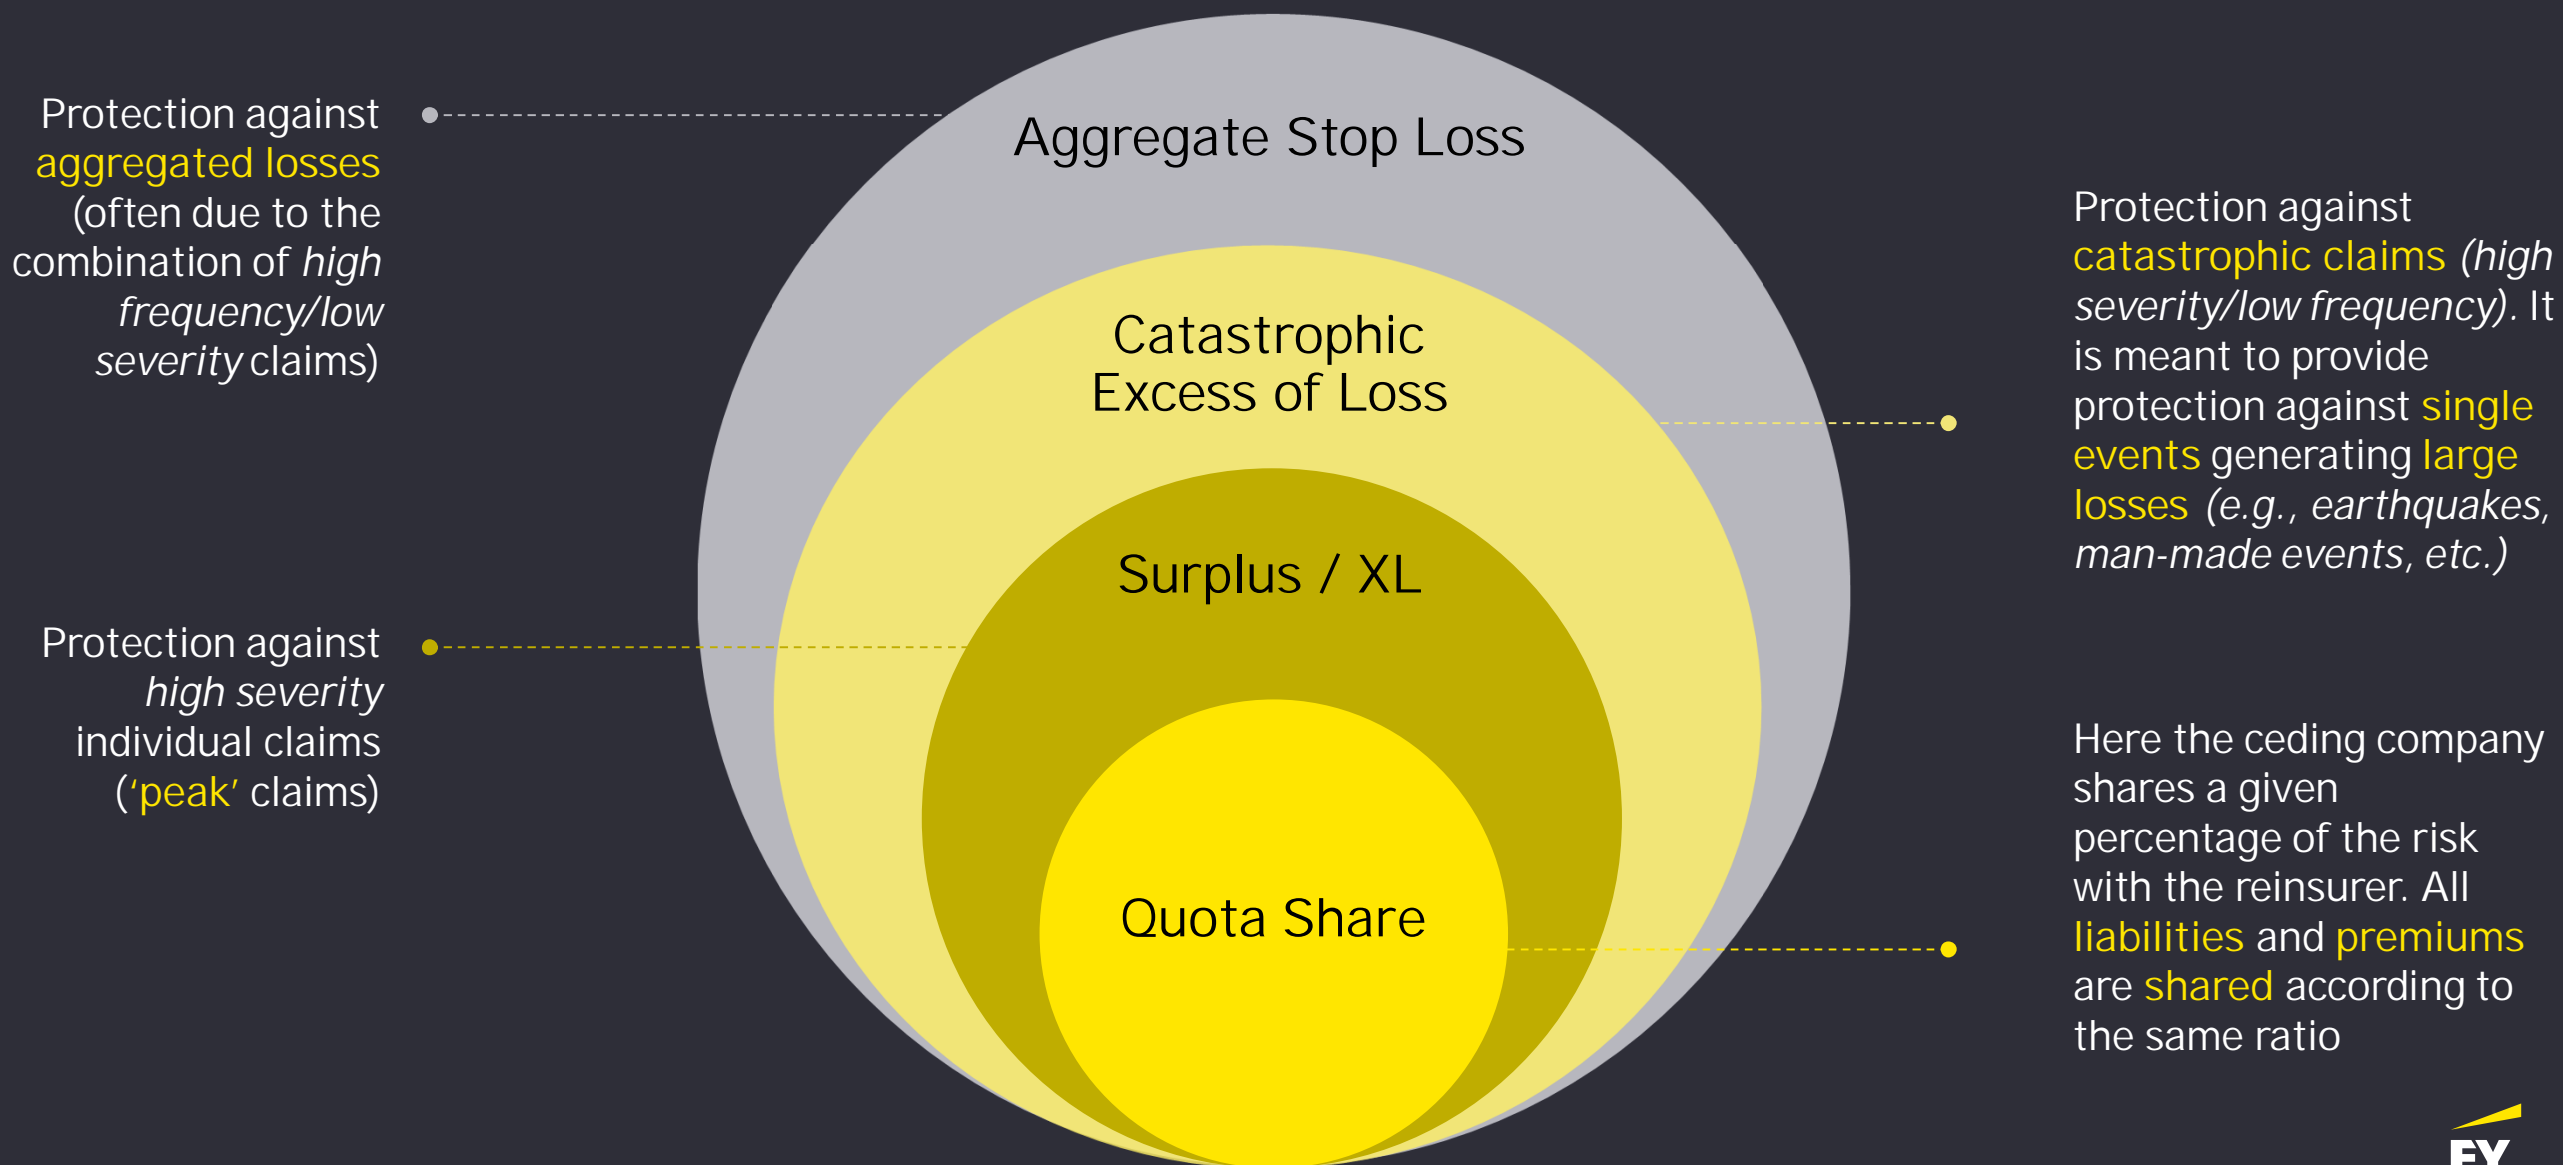 Protection against
aggregated losses
(often due to the
combination of high
frequency/low
severity claims)
Protection against
high severity
individual claims
(‘peak’ claims)
Aggregate Stop Loss
Catastrophic
Excess of Loss
Surplus / XL
Quota Share
Protection against
catastrophic claims (high
severity/low frequency). It
is meant to provide
protection against single
events generating large
losses (e.g., earthquakes,
man-made events, etc.)
Here the ceding company
shares a given
percentage of the risk
with the reinsurer. All
liabilities and premiums
are shared according to
the same ratio
EY